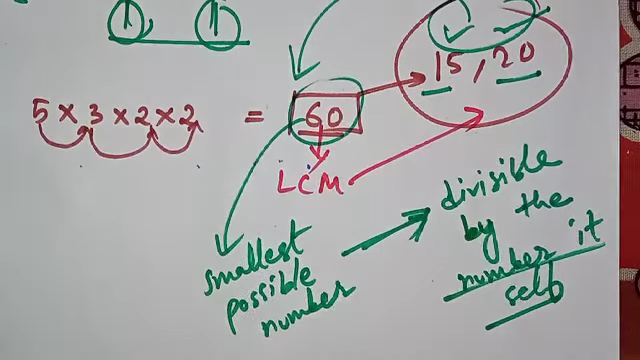 1 1
15, 20
5 × 3 × 2 × 2 = 60
LCM
smallest
possible
number
divisible
by the
number it
self